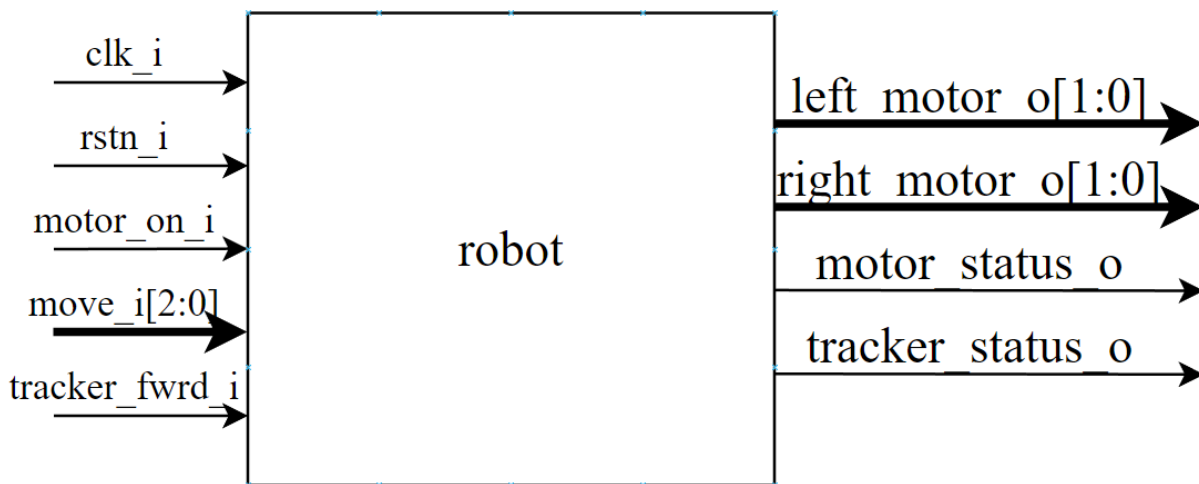 clk_i
rstn_i
motor_on_i
move_i[2:0]
tracker_fwrd_i
robot
left_motor_o[1:0]
right_motor_o[1:0]
motor_status_o
tracker_status_o